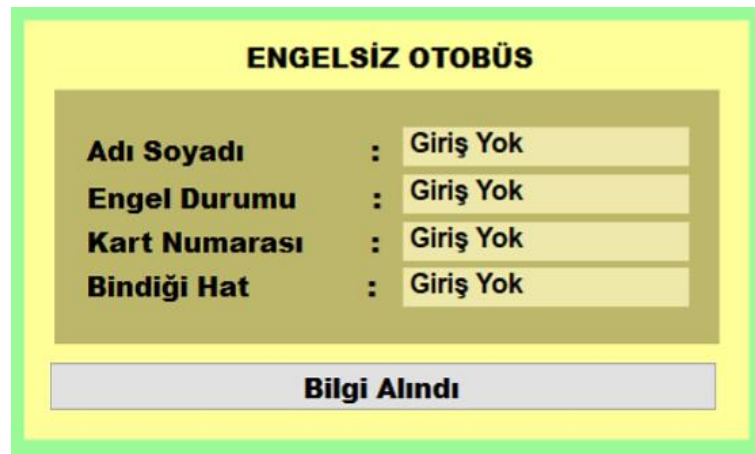 ENGELSİZ OTOBÜS
Adı Soyadı : Giriş Yok
Engel Durumu : Giriş Yok
Kart Numarası : Giriş Yok
Bindiği Hat : Giriş Yok
Bilgi Alındı